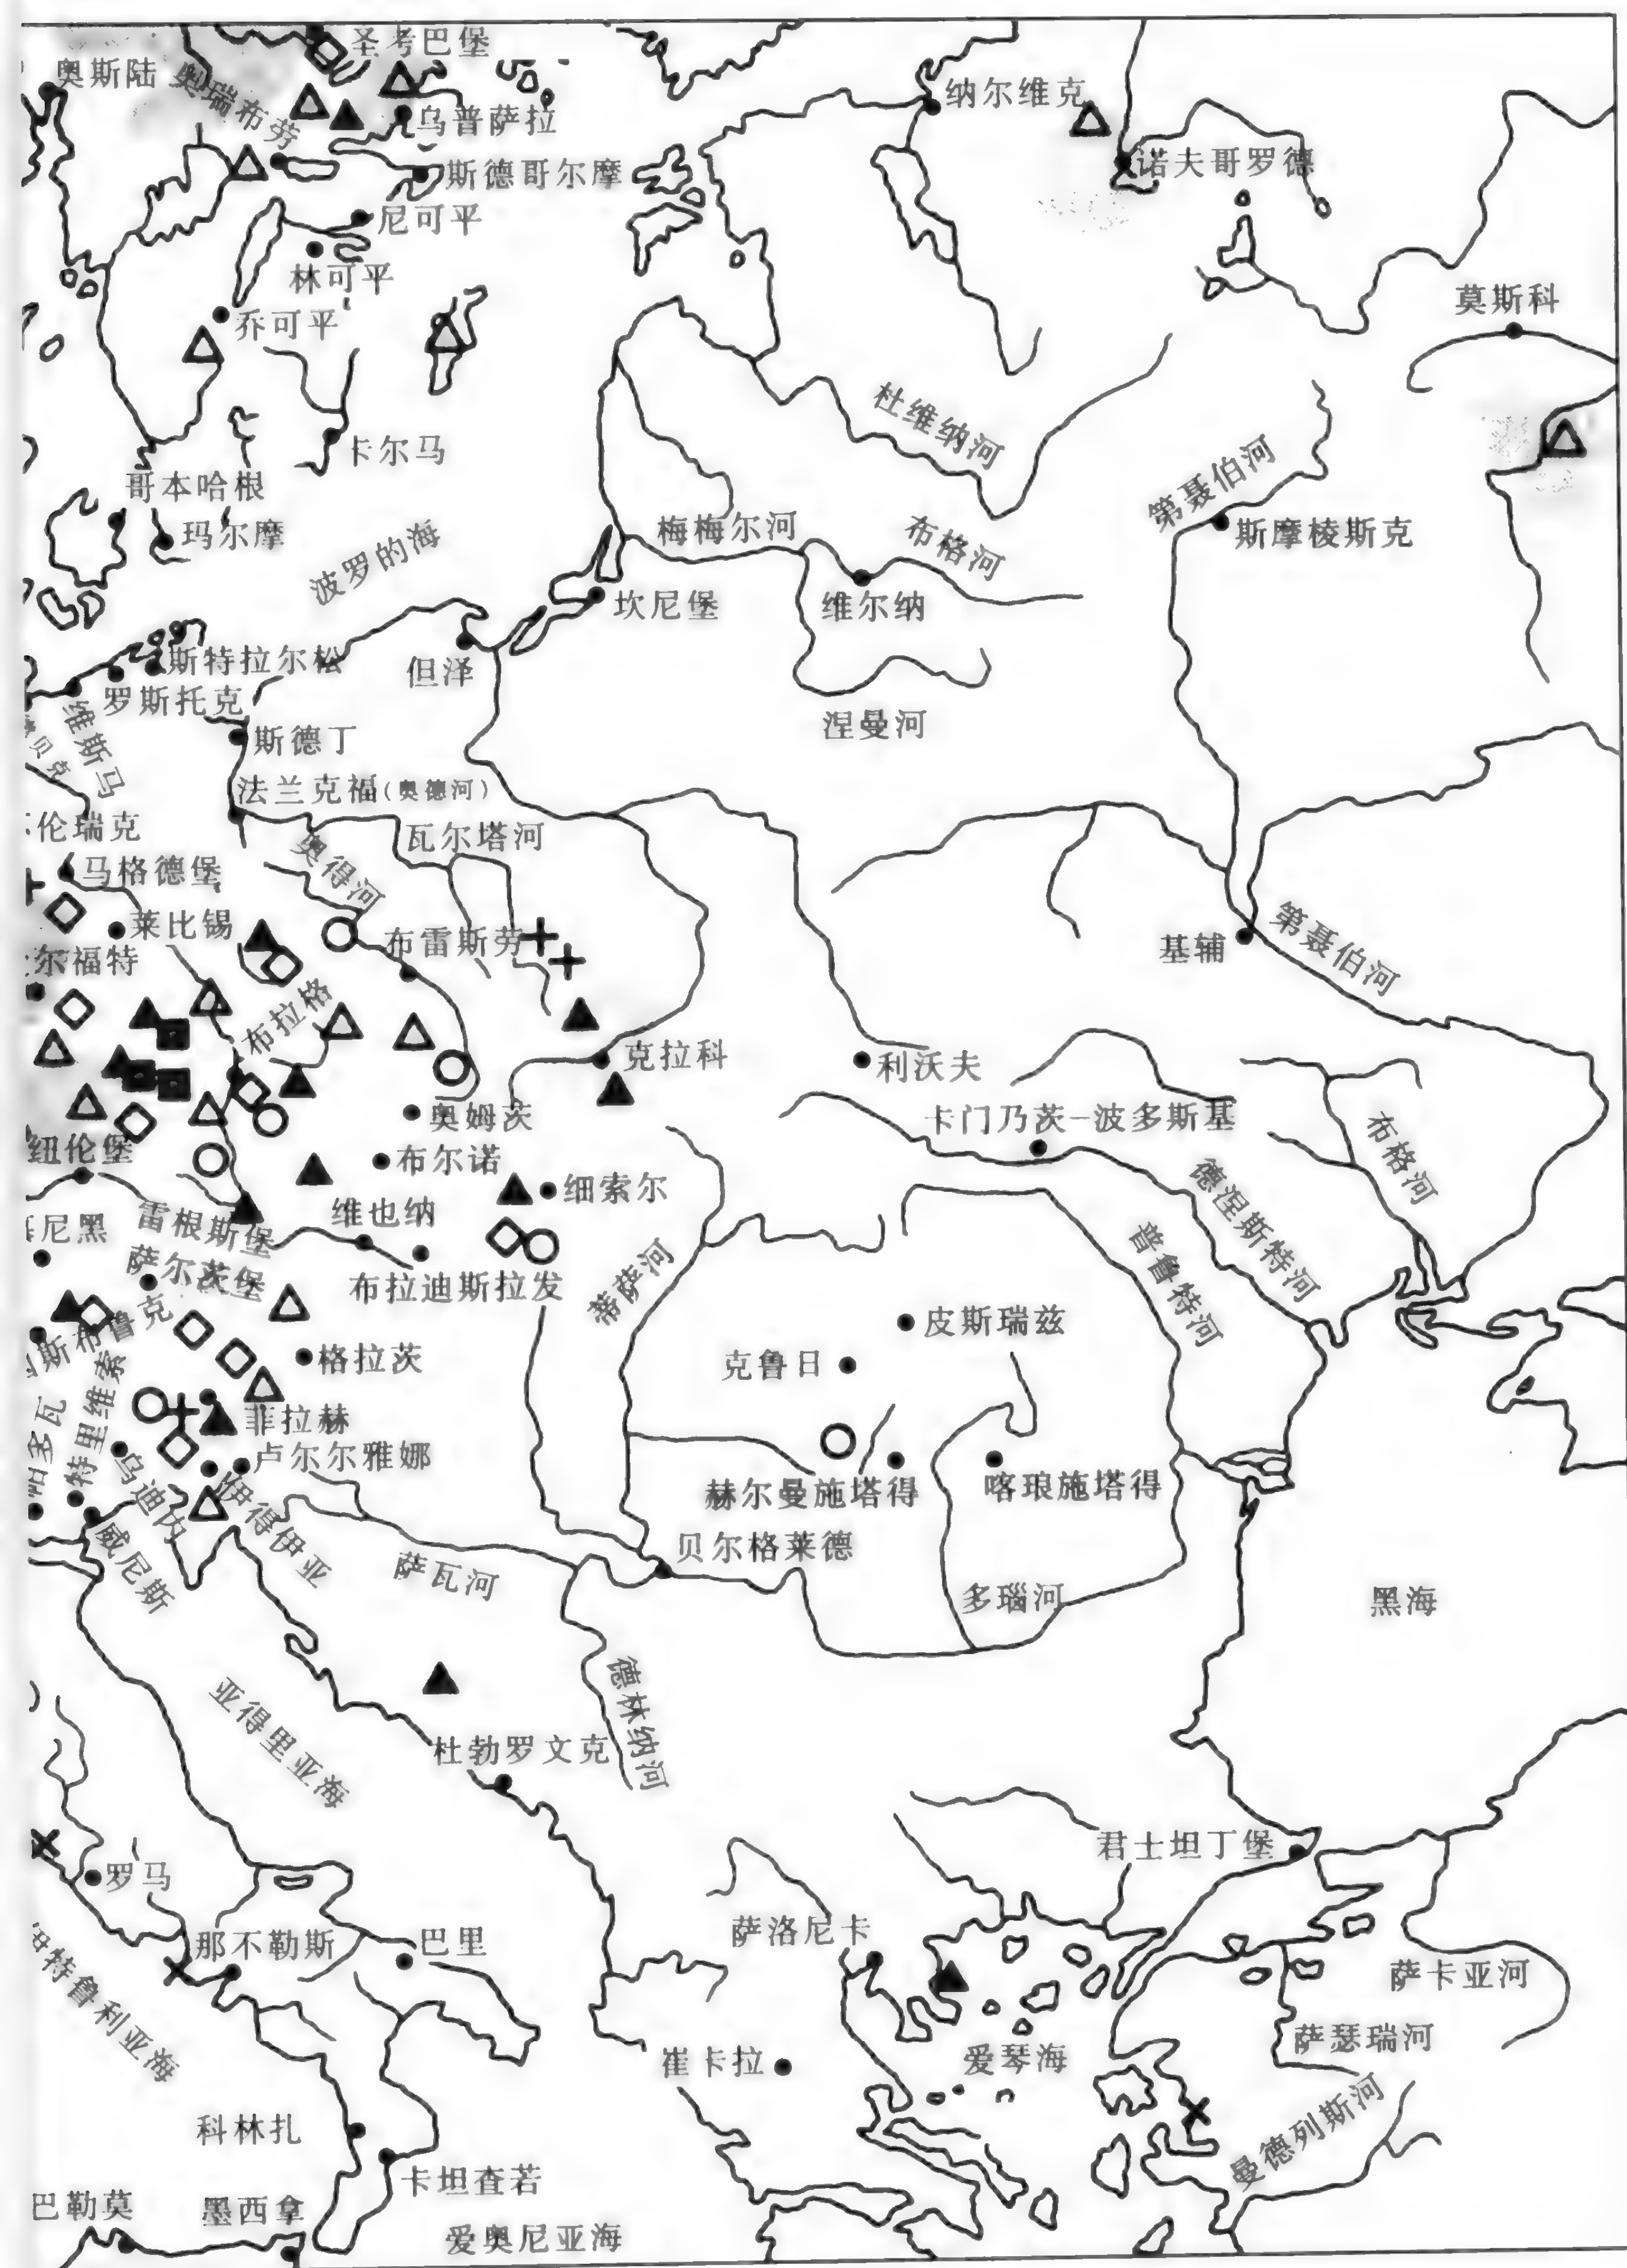 圣考巴堡
奥斯陆
奥瑞布劳
乌普萨拉
纳尔维克
诺夫哥罗德
斯德哥尔摩
尼可平
林可平
乔可平
莫斯科
卡尔马
杜维纳河
第聂伯河
哥本哈根
玛尔摩
波罗的海
梅梅尔河
布格河
斯摩棱斯克
坎尼堡
维尔纳
斯特拉尔松
但泽
罗斯托克
维斯马
涅曼河
斯德丁
法兰克福(奥德河)
伦瑞克
瓦尔塔河
奥得河
马格德堡
莱比锡
布雷斯劳
基辅
第聂伯河
尔福特
布拉格
克拉科
利沃夫
奥姆茨
卡门乃茨-波多斯基
布格河
纽伦堡
布尔诺
细索尔
德涅斯特河
尼黑
雷根斯堡
维也纳
萨尔茨堡
布拉迪斯拉发
蒂萨河
普鲁特河
斯布鲁克
皮斯瑞兹
格拉茨
克鲁日
特里维索
多瓦
菲拉赫
卢尔尔雅娜
乌迪内
伊得伊亚
赫尔曼施塔得
喀琅施塔得
威尼斯
贝尔格莱德
萨瓦河
多瑙河
黑海
亚得里亚海
德林纳河
杜勃罗文克
君士坦丁堡
罗马
那不勒斯
巴里
萨洛尼卡
萨卡亚河
特鲁利亚海
崔卡拉
爱琴海
萨瑟瑞河
曼德列斯河
科林扎
卡坦查若
巴勒莫
墨西拿
爱奥尼亚海